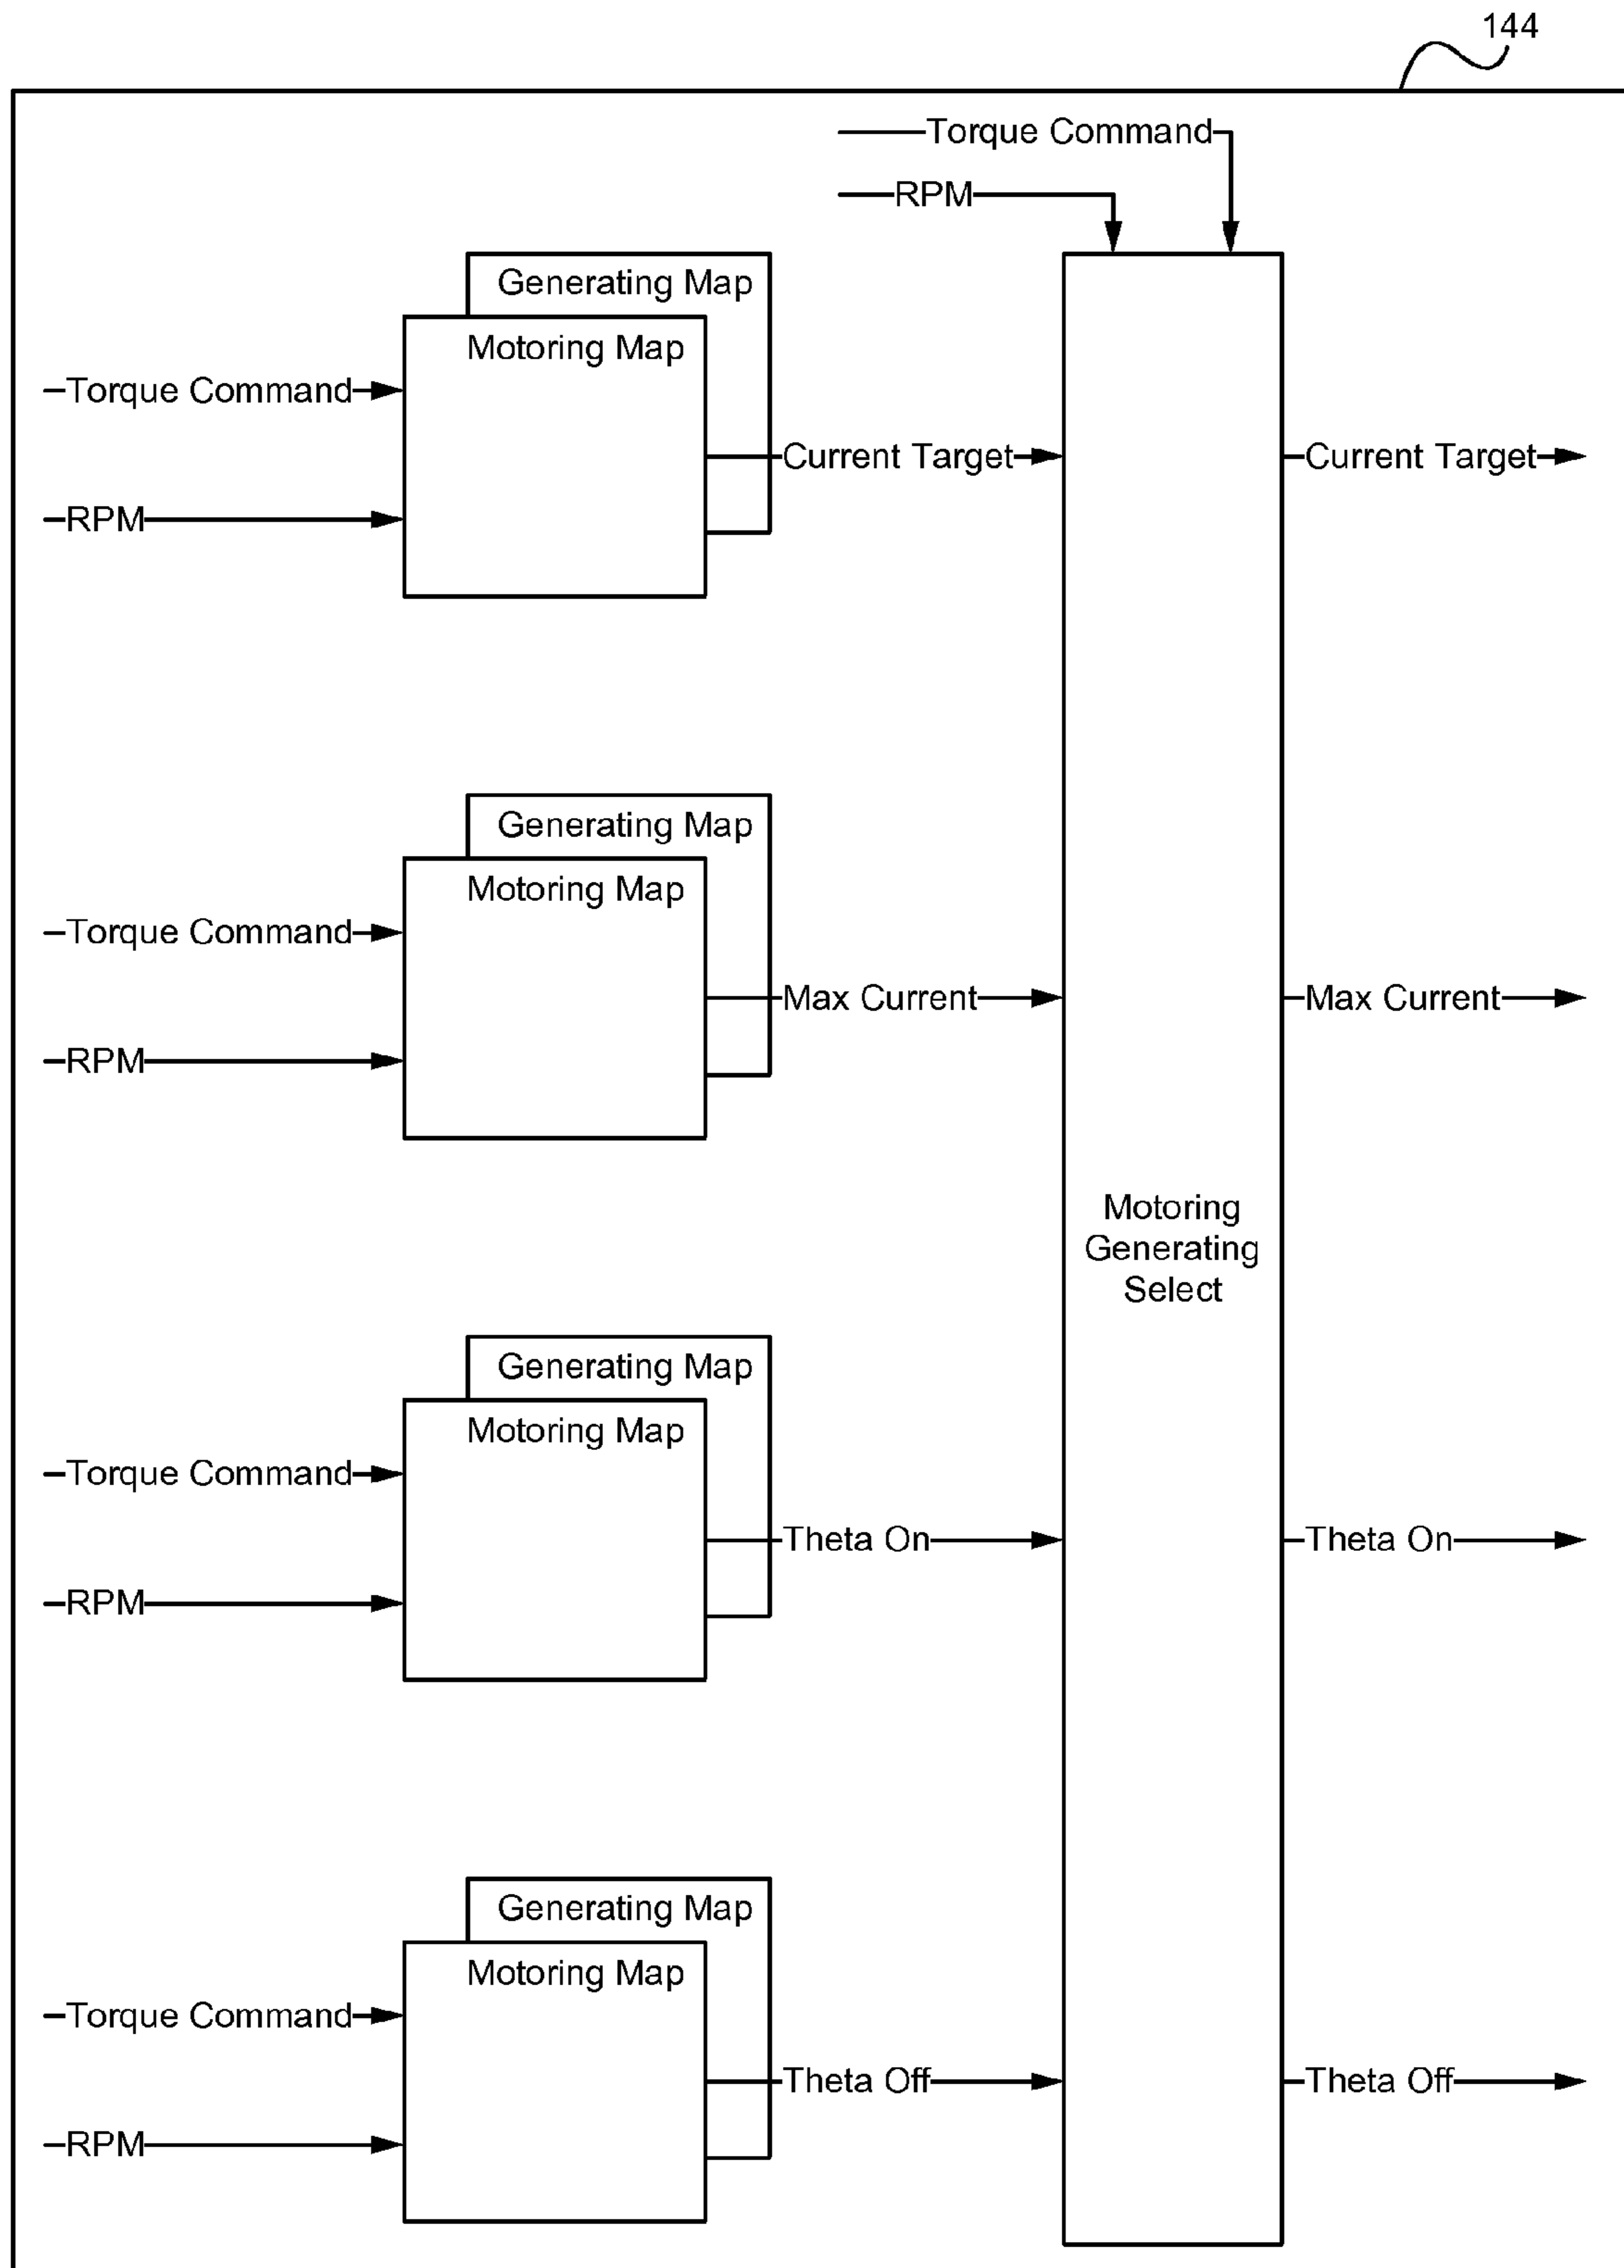 144
Torque Command
RPM
Generating Map
Motoring Map
Torque Command
Current Target
Current Target
RPM
Generating Map
Motoring Map
Torque Command
Max Current
Max Current
RPM
Motoring
Generating
Select
Generating Map
Motoring Map
Torque Command
Theta On
Theta On
RPM
Generating Map
Motoring Map
Torque Command
Theta Off
Theta Off
RPM